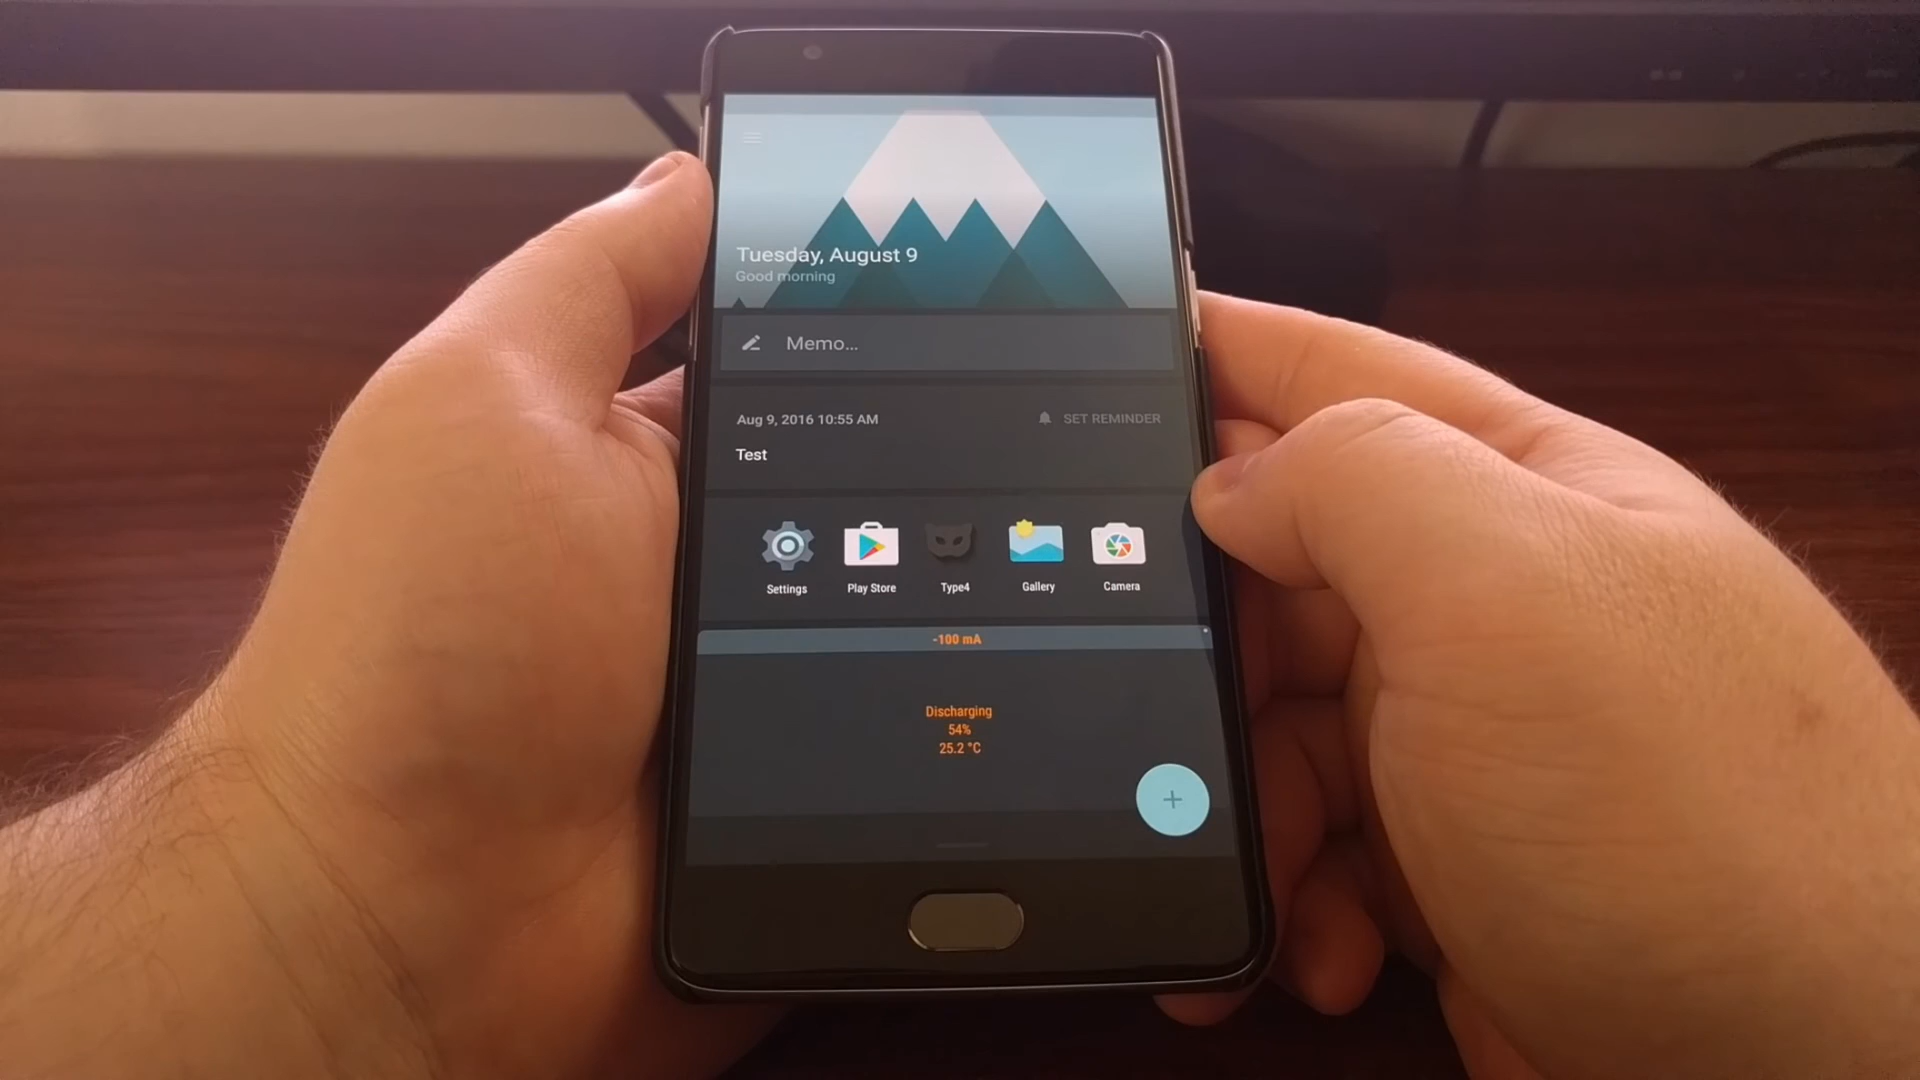 Tuesday, August 9
Good morning
Memo...
Aug 9, 2016 10:55 AM
SET REMINDER
Test
Settings
Play Store
Type4
Gallery
Camera
-100 mA
Discharging
54%
25.2 °C